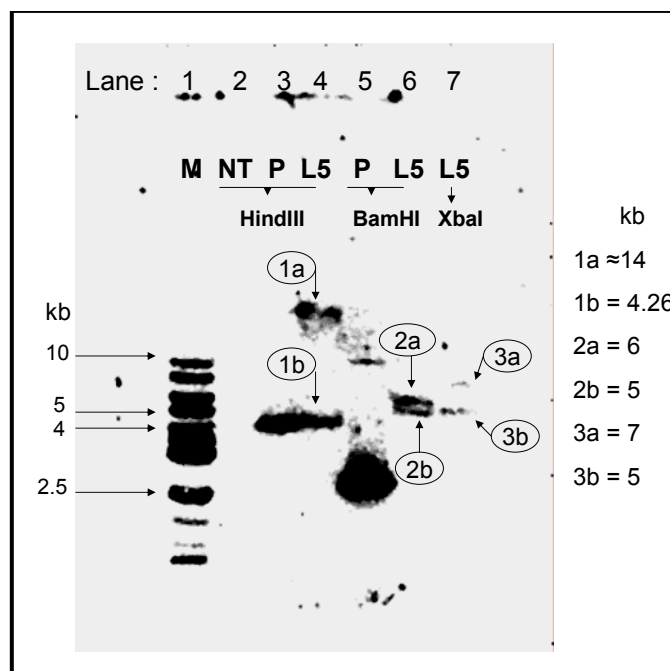 Lane : 1 2 3 4 5 6 7
M NT P L5 P L5 L5
HindIII BamHI XbaI
kb
1a ≈14
1b = 4.26
2a = 6
2b = 5
3a = 7
3b = 5
kb
10
5
4
2.5
1a
1b
2a
2b
3a
3b